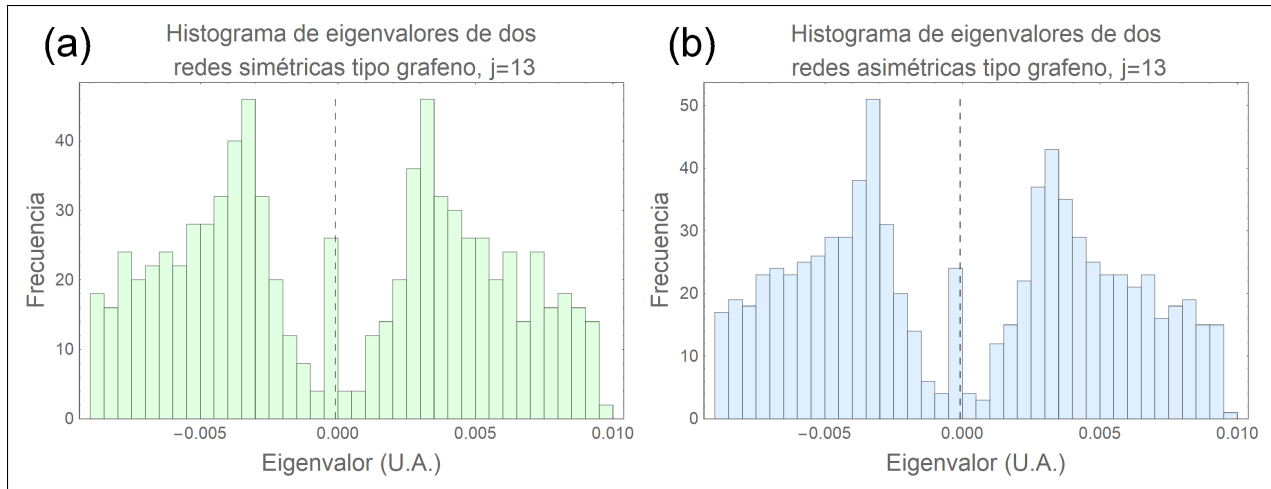 (a)
Histograma de eigenvalores de dos
redes simétricas tipo grafeno, j=13
Frecuencia
40
30
20
10
0
−0.005
0.000
0.005
0.010
Eigenvalor (U.A.)
(b)
Histograma de eigenvalores de dos
redes asimétricas tipo grafeno, j=13
Frecuencia
50
40
30
20
10
0
−0.005
0.000
0.005
0.010
Eigenvalor (U.A.)